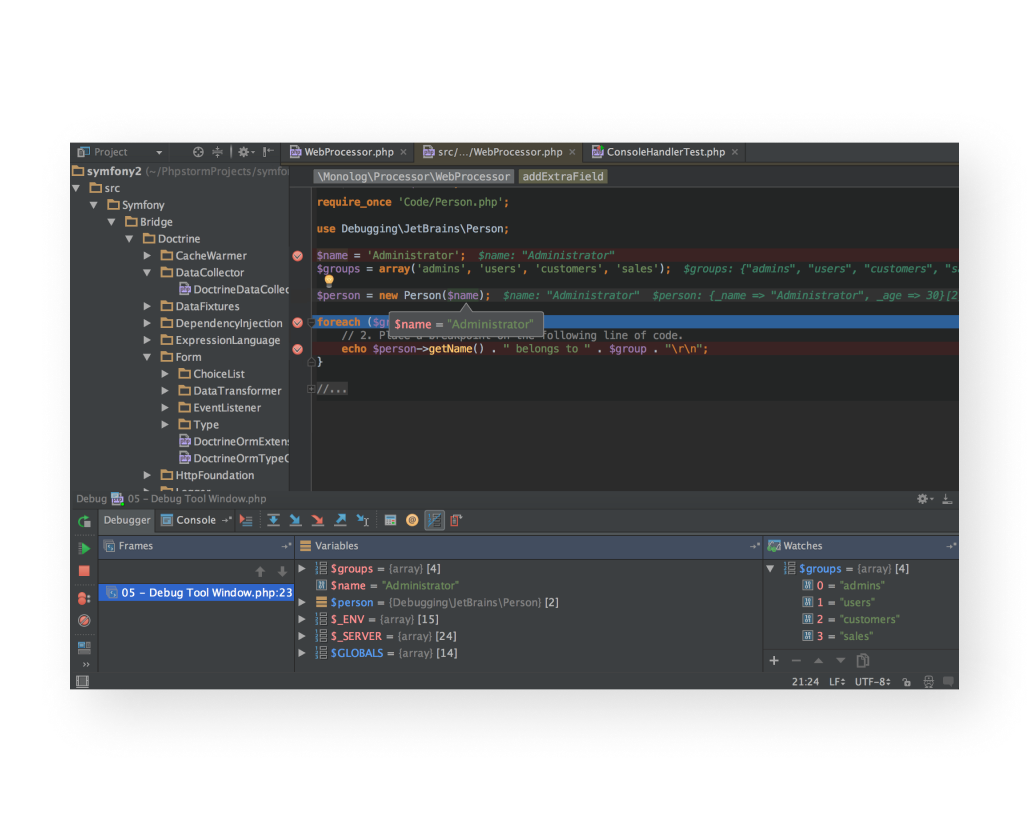 Project
WebProcessor.php
src/.../WebProcessor.php
ConsoleHandlerTest.php
symfony2 (~/PhpstormProjects/symfo
src
Symfony
Bridge
Doctrine
CacheWarmer
DataCollector
DoctrineDataCollec
DataFixtures
DependencyInjection
ExpressionLanguage
Form
ChoiceList
DataTransformer
EventListener
Type
DoctrineOrmExtens
DoctrineOrmTypeG
HttpFoundation
\Monolog\Processor\WebProcessor addExtraField
require_once 'Code/Person.php';
use Debugging\JetBrains\Person;
$name = 'Administrator'; $name: "Administrator"
$groups = array('admins', 'users', 'customers', 'sales'); $groups: {"admins", "users", "customers", "sa
$person = new Person($name); $name: "Administrator" $person: {_name => "Administrator", _age => 30}[2
foreach ($gr
$name = "Administrator"
// 2. Place a breakpoint on the following line of code.
echo $person->getName() . " belongs to " . $group . "\r\n";
}
//...
Debug 05 – Debug Tool Window.php
Debugger Console
Frames
05 – Debug Tool Window.php:23
Variables
$groups = {array} [4]
$name = "Administrator"
$person = {Debugging\JetBrains\Person} [2]
$_ENV = {array} [15]
$_SERVER = {array} [24]
$GLOBALS = {array} [14]
Watches
$groups = {array} [4]
0 = "admins"
1 = "users"
2 = "customers"
3 = "sales"
21:24 LF UTF-8